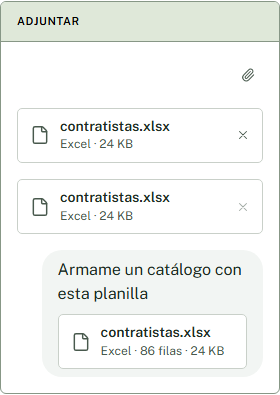 ADJUNTAR
contratistas.xlsx
Excel · 24 KB
contratistas.xlsx
Excel · 24 KB
Armame un catálogo con
esta planilla
contratistas.xlsx
Excel · 86 filas · 24 KB